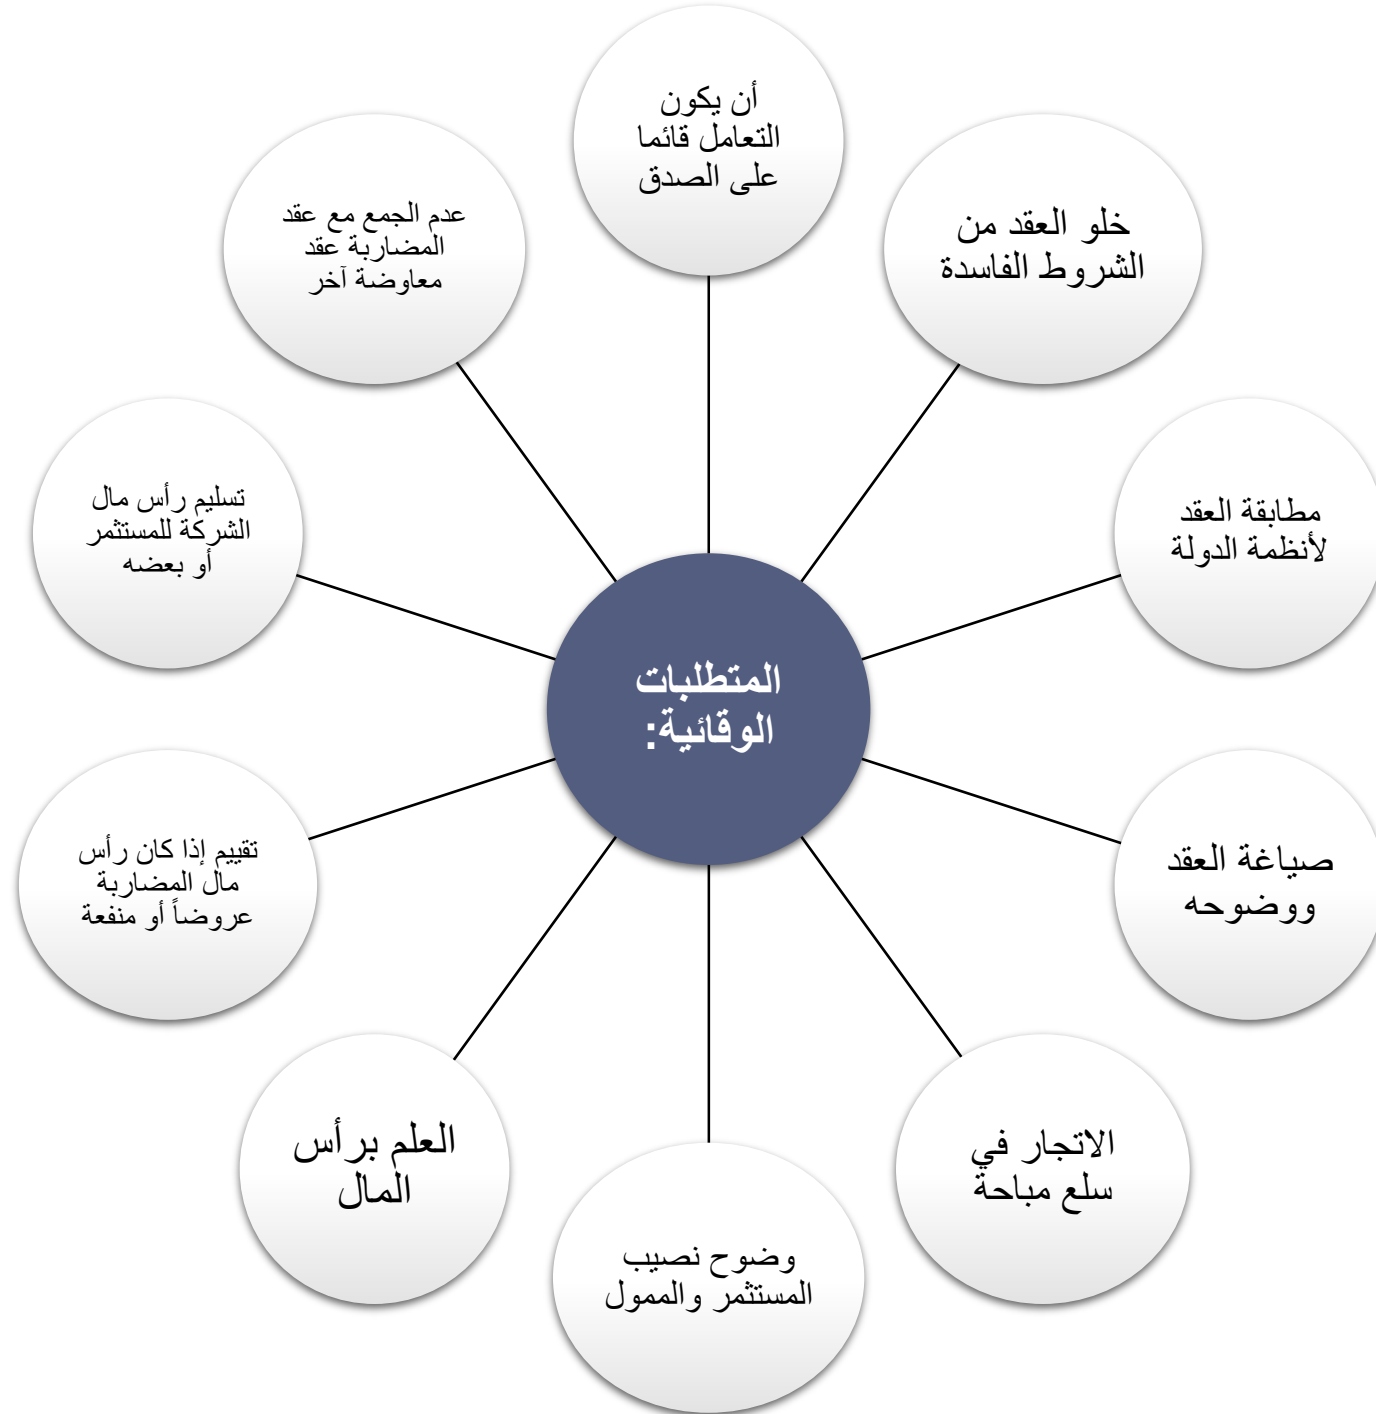 المتطلبات
الوقائية:
أن يكون
التعامل قائما
على الصدق
خلو العقد من
الشروط الفاسدة
مطابقة العقد
لأنظمة الدولة
صياغة العقد
ووضوحه
الاتجار في
سلع مباحة
وضوح نصيب
المستثمر والممول
العلم برأس
المال
تقييم إذا كان رأس
مال المضاربة
عروضاً أو منفعة
تسليم رأس مال
الشركة للمستثمر
أو بعضه
عدم الجمع مع عقد
المضاربة عقد
معاوضة آخر